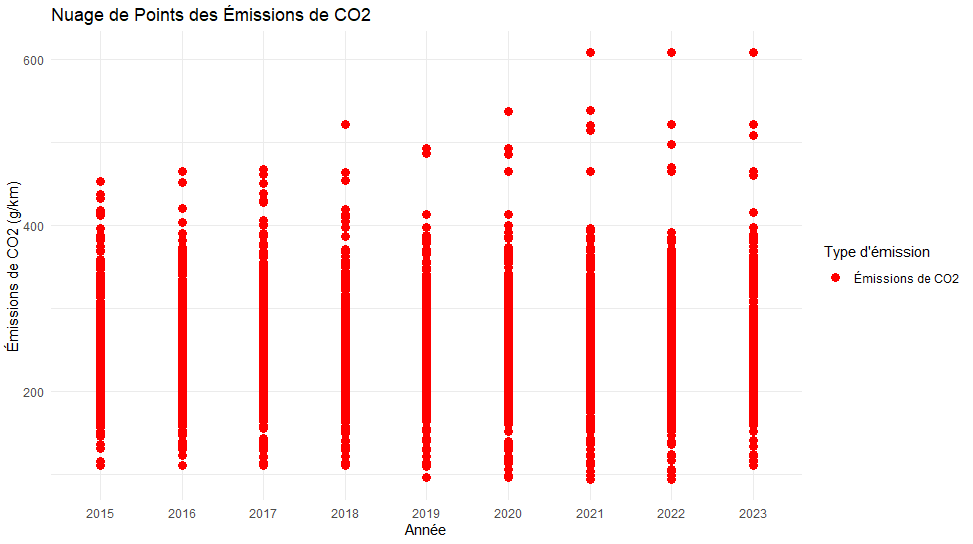 Nuage de Points des Émissions de CO2
600
400
200
Émissions de CO2 (g/km)
2015 2016 2017 2018 2019 2020 2021 2022 2023
Année
Type d'émission
Émissions de CO2